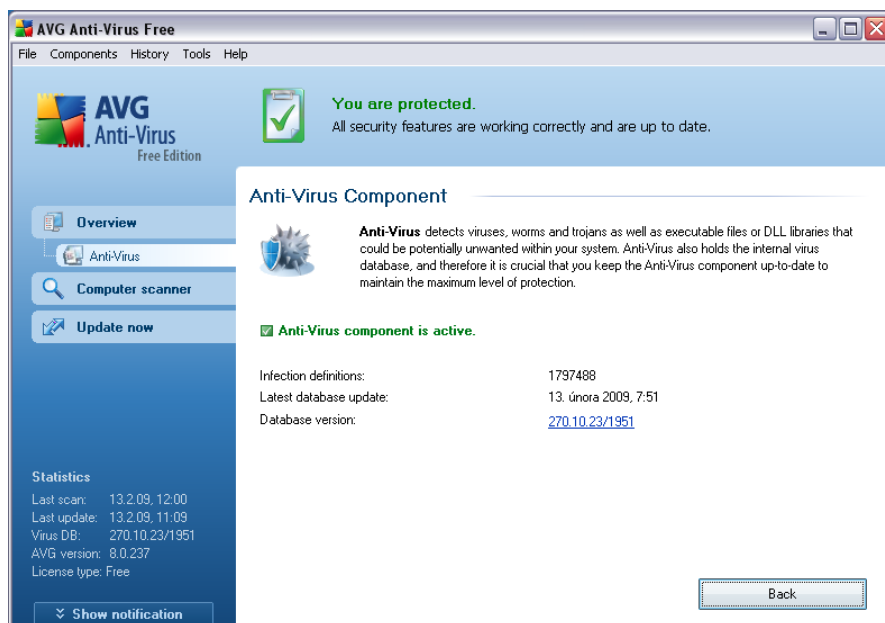 AVG Anti-Virus Free
File Components History Tools Help
AVG
Anti-Virus
Free Edition
You are protected.
All security features are working correctly and are up to date.
Overview
Anti-Virus
Computer scanner
Update now
Anti-Virus Component
Anti-Virus detects viruses, worms and trojans as well as executable files or DLL libraries that
could be potentially unwanted within your system. Anti-Virus also holds the internal virus
database, and therefore it is crucial that you keep the Anti-Virus component up-to-date to
maintain the maximum level of protection.
Anti-Virus component is active.
Infection definitions: 1797488
Latest database update: 13. února 2009, 7:51
Database version: 270.10.23/1951
Statistics
Last scan: 13.2.09, 12:00
Last update: 13.2.09, 11:09
Virus DB: 270.10.23/1951
AVG version: 8.0.237
License type: Free
Show notification
Back